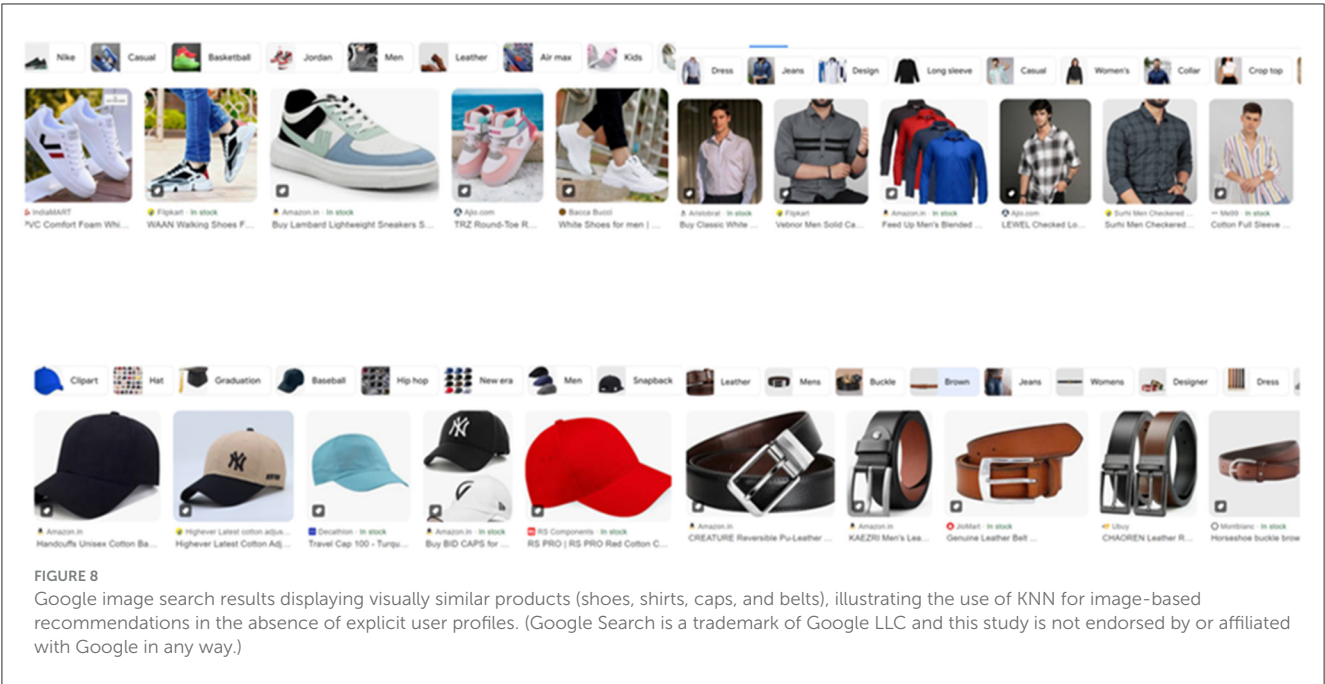 Nike Casual Basketball Jordan Men Leather Air max Kids
Dress Jeans Design Long sleeve Casual Women's Collar Crop top
IndiaMART
Flipkart · In stock
Amazon.in · In stock
Ajio.com
Bacca Bucci
PVC Comfort Foam Whi...
WAAN Walking Shoes F...
Buy Lambard Lightweight Sneakers S...
TRZ Round-Toe R...
White Shoes for men | ...
In stock
Flipkart
Amazon.in · In stock
Ajio.com
Surhi Men Checkered ...
Me99 · In stock
Buy Classic White ...
Vebnor Men Solid Ca...
Feed Up Men's Blended ...
LEWEL Checked Lo...
Surhi Men Checkered...
Cotton Full Sleeve ...
Clipart Hat Graduation Baseball Hip hop New era Men Snapback
Leather Mens Buckle Brown Jeans Womens Designer Dress
NY
NY
NY
Amazon.in
Highever Latest cotton adjus...
Decathlon · In stock
Amazon.in · In stock
RS Components · In stock
Handcuffs Unisex Cotton Ba...
Highever Latest Cotton Adj...
Travel Cap 100 - Turqu...
Buy BID CAPS for ...
RS PRO | RS PRO Red Cotton C...
Amazon.in
Amazon.in
JioMart · In stock
Ubuy
Montblanc · In stock
CREATURE Reversible Pu-Leather ...
KAEZRI Men's Lea...
Genuine Leather Belt ...
CHAOREN Leather R...
Horseshoe buckle brow
FIGURE 8
Google image search results displaying visually similar products (shoes, shirts, caps, and belts), illustrating the use of KNN for image-based
recommendations in the absence of explicit user profiles. (Google Search is a trademark of Google LLC and this study is not endorsed by or affiliated
with Google in any way.)